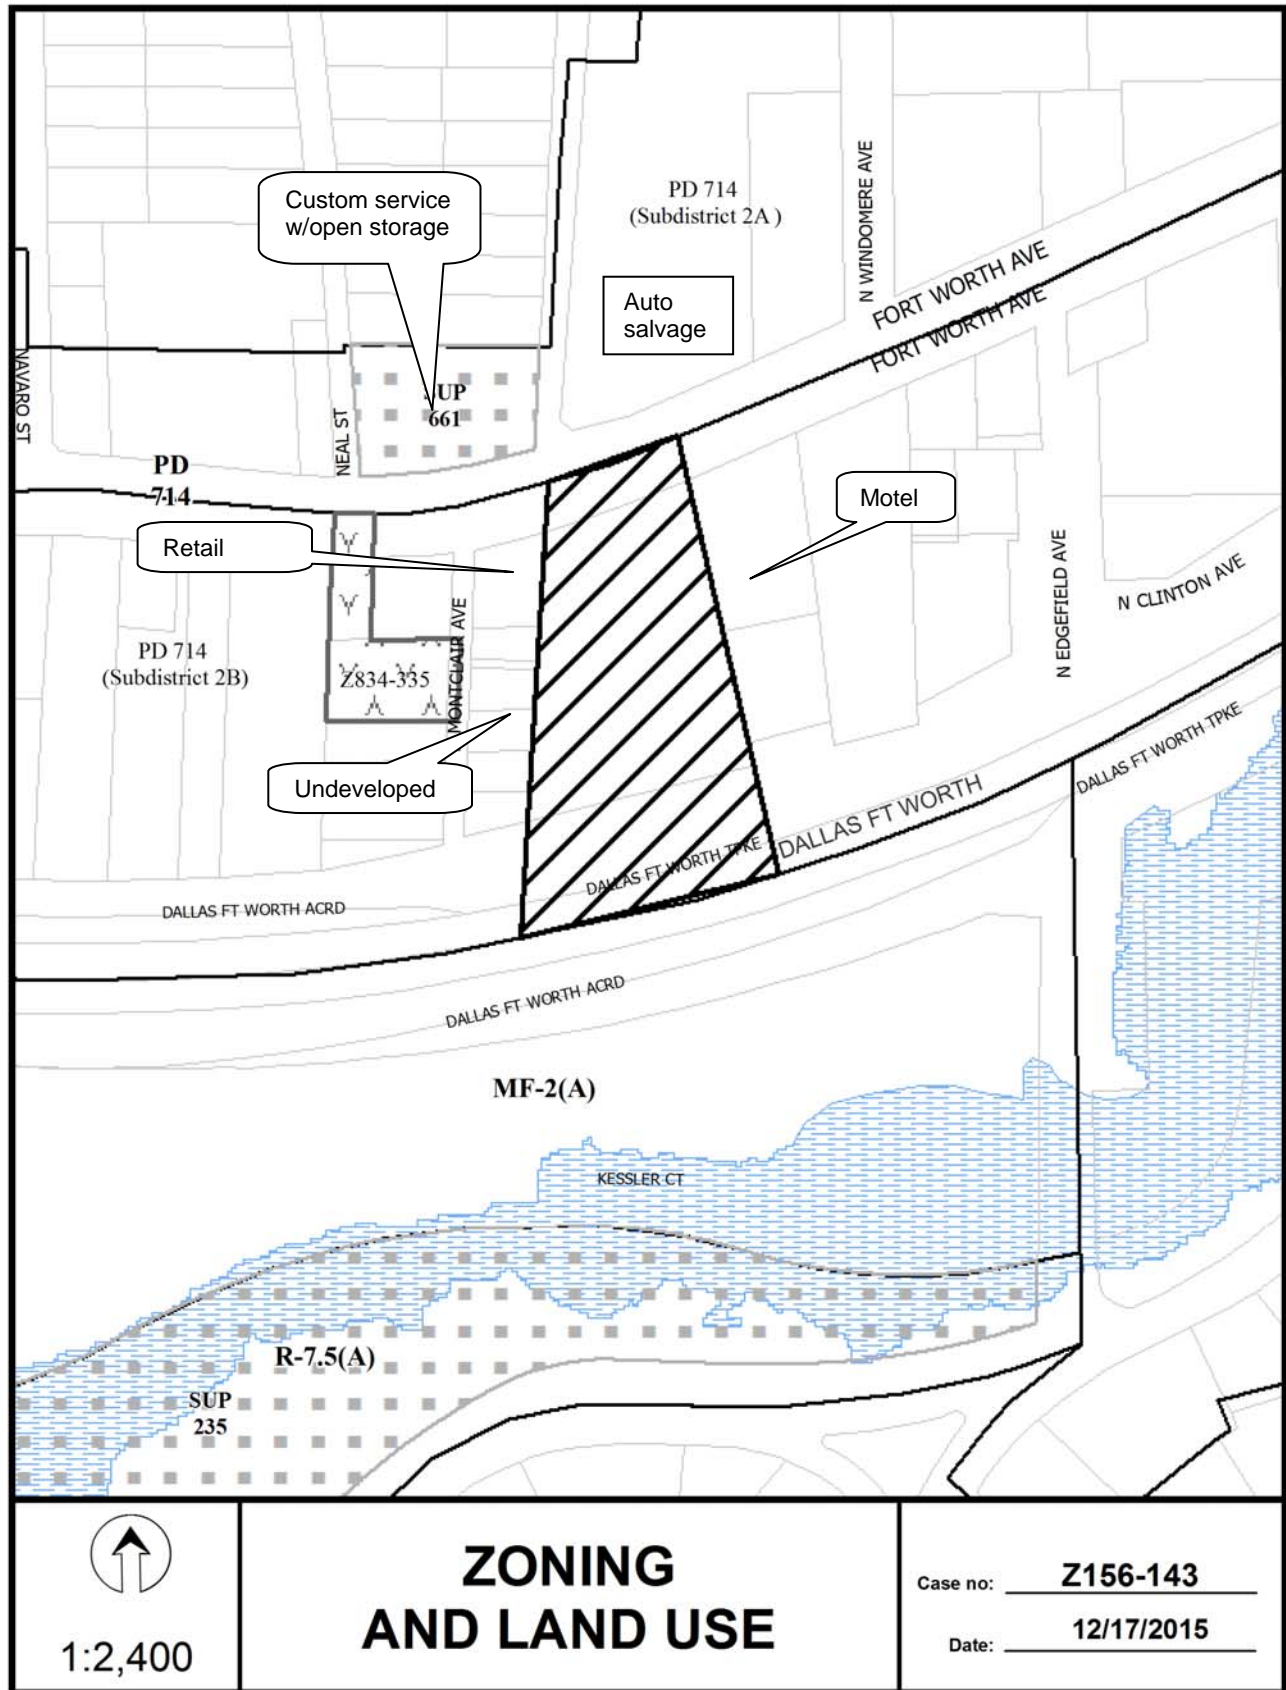 Custom service
w/open storage
PD 714
(Subdistrict 2A )
N WINDOMERE AVE
Auto
salvage
FORT WORTH AVE
FORT WORTH AVE
NAVARO ST
NEAL ST
UP
661
PD
714
Retail
Motel
N EDGEFIELD AVE
N CLINTON AVE
PD 714
(Subdistrict 2B)
Z834-335
MONTCLAIR AVE
Undeveloped
DALLAS FT WORTH TPKE
DALLAS FT WORTH
DALLAS FT WORTH TPKE
DALLAS FT WORTH ACRD
DALLAS FT WORTH ACRD
MF-2(A)
KESSLER CT
R-7.5(A)
SUP
235
1:2,400
ZONING
AND LAND USE
Case no: Z156-143
Date: 12/17/2015